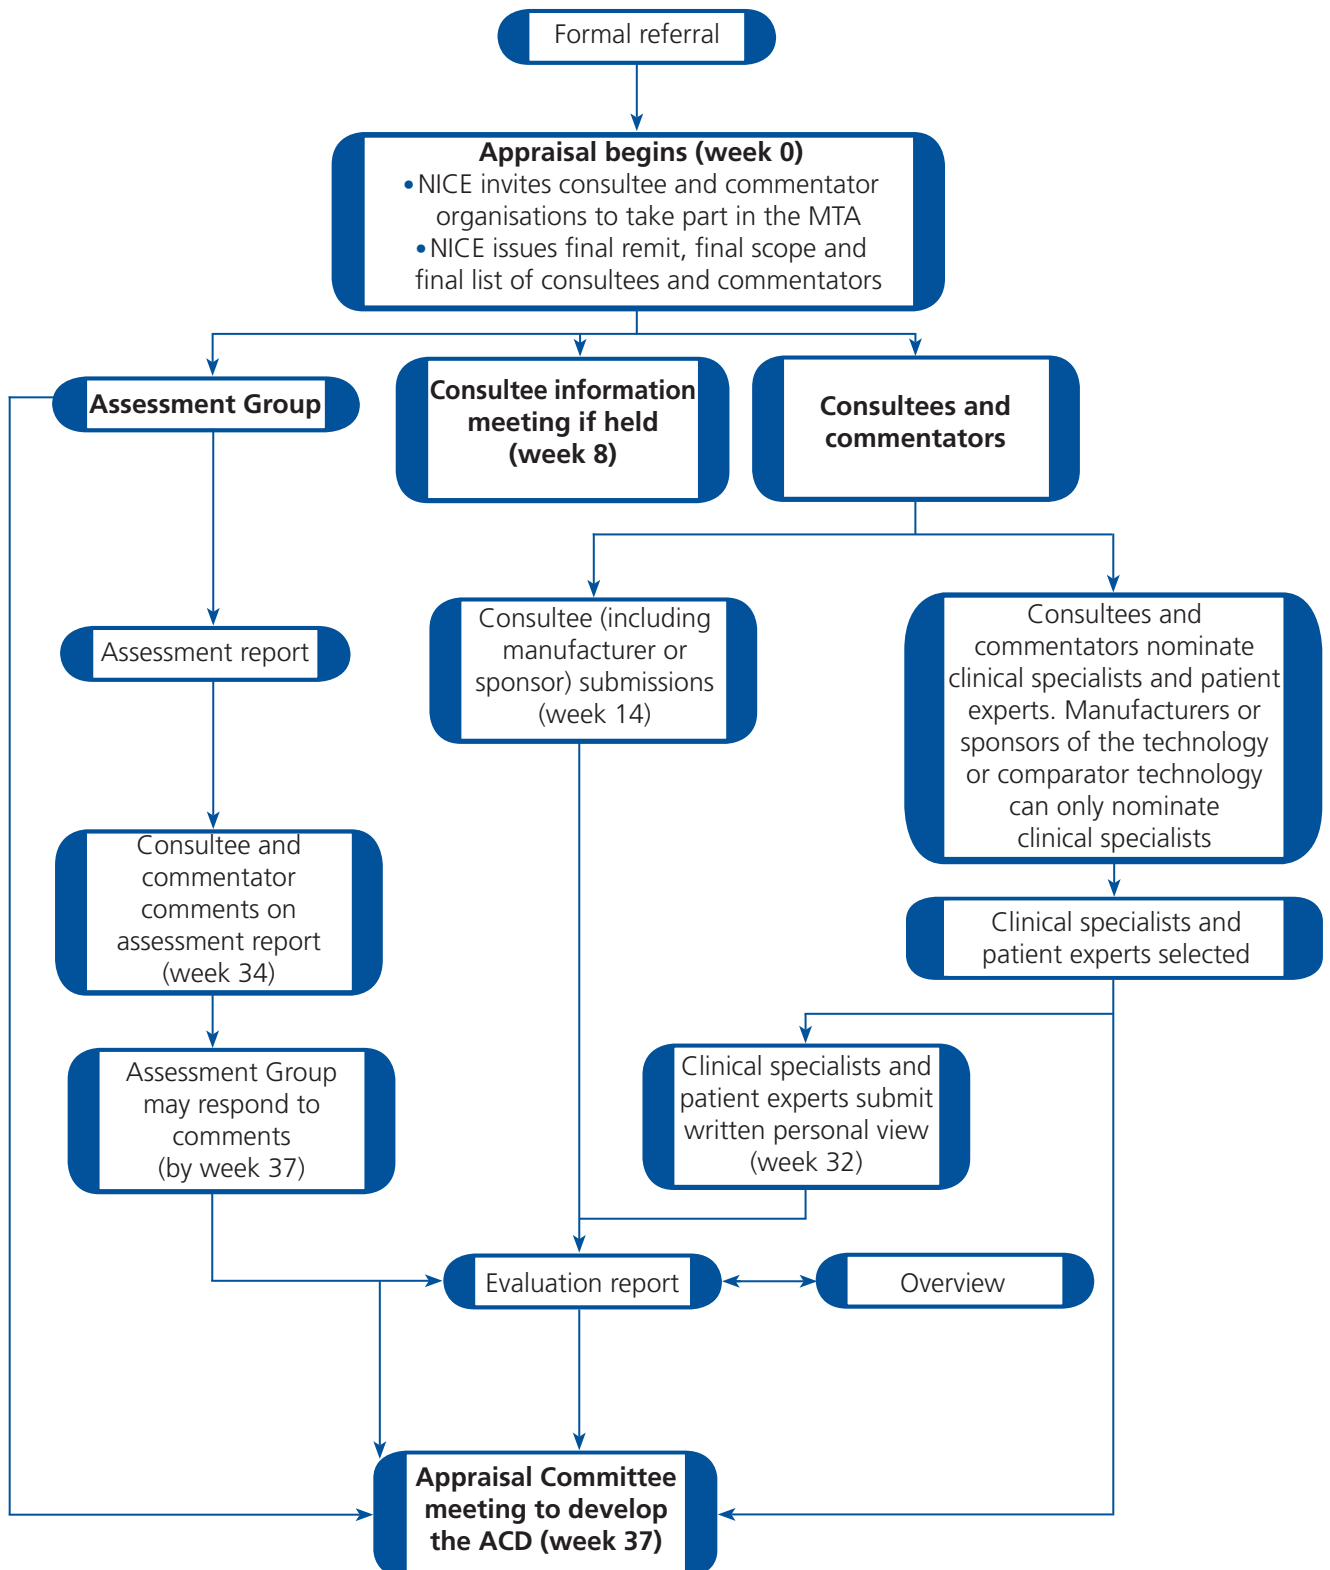 Formal referral
Appraisal begins (week 0)
•NICE invites consultee and commentator
organisations to take part in the MTA
•NICE issues final remit, final scope and
final list of consultees and commentators
Assessment Group
Consultee information
meeting if held
(week 8)
Consultees and
commentators
Assessment report
Consultee (including
manufacturer or
sponsor) submissions
(week 14)
Consultees and
commentators nominate
clinical specialists and patient
experts. Manufacturers or
sponsors of the technology
or comparator technology
can only nominate
clinical specialists
Consultee and
commentator
comments on
assessment report
(week 34)
Clinical specialists and
patient experts selected
Assessment Group
may respond to
comments
(by week 37)
Clinical specialists and
patient experts submit
written personal view
(week 32)
Evaluation report
Overview
Appraisal Committee
meeting to develop
the ACD (week 37)